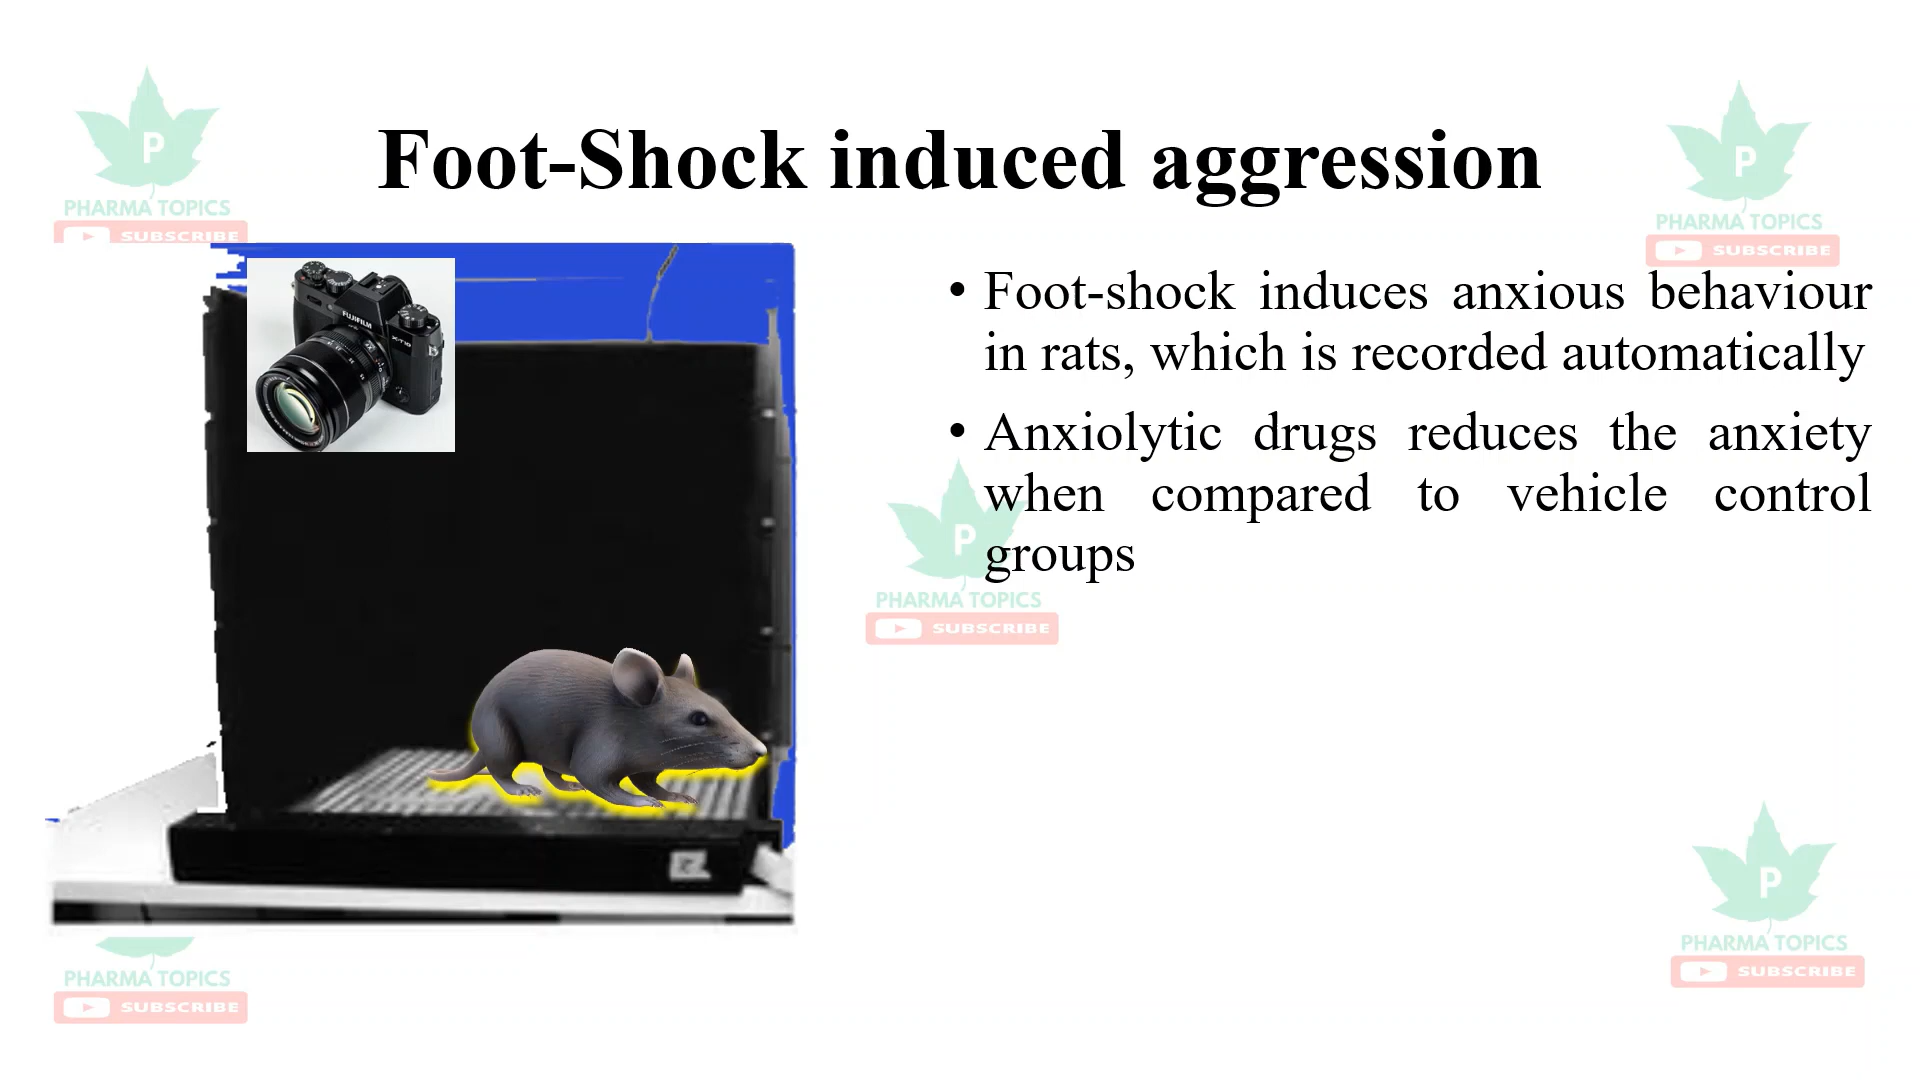 Foot-Shock induced aggression
P
PHARMA TOPICS
SUBSCRIBE
P
PHARMA TOPICS
SUBSCRIBE
FUJIFILM
X-T10
• Foot-shock induces anxious behaviour
in rats, which is recorded automatically
• Anxiolytic drugs reduces the anxiety
when compared to vehicle control
groups
P
PHARMA TOPICS
SUBSCRIBE
P
PHARMA TOPICS
SUBSCRIBE
PHARMA TOPICS
SUBSCRIBE